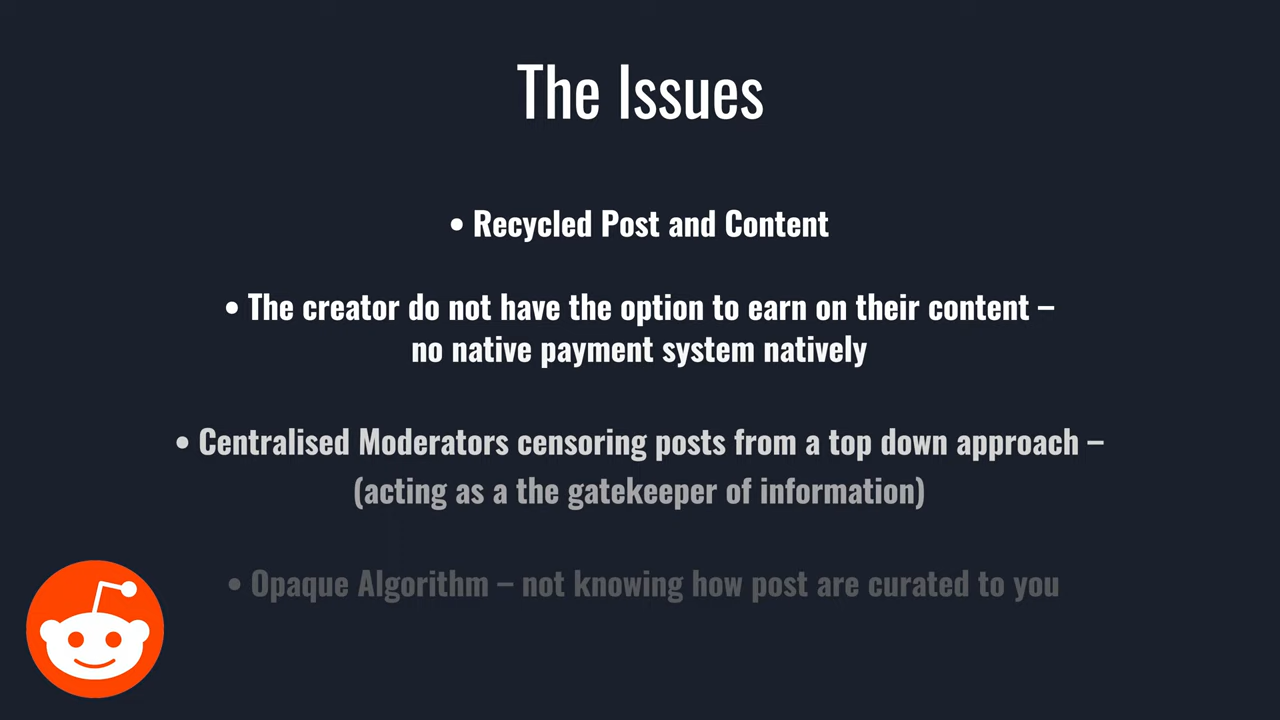 The Issues
• Recycled Post and Content
• The creator do not have the option to earn on their content –
no native payment system natively
• Centralised Moderators censoring posts from a top down approach –
(acting as a the gatekeeper of information)
• Opaque Algorithm – not knowing how post are curated to you